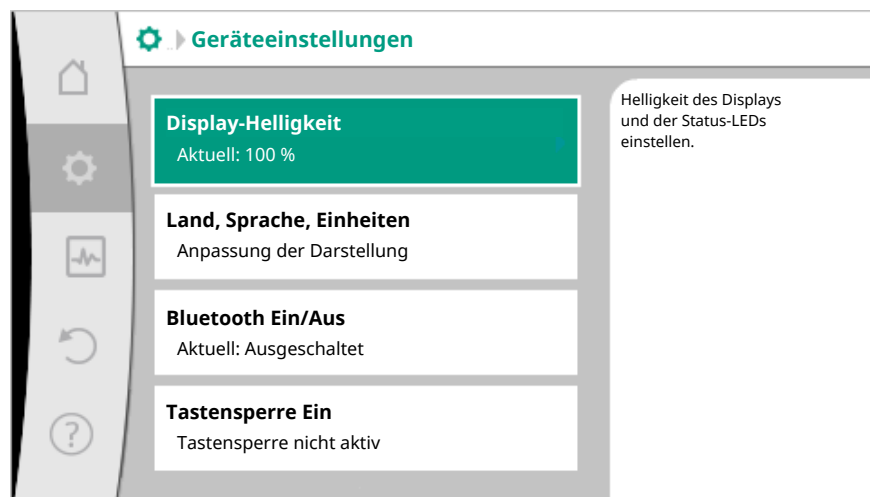 Geräteeinstellungen
Display-Helligkeit
Aktuell: 100 %
Land, Sprache, Einheiten
Anpassung der Darstellung
Bluetooth Ein/Aus
Aktuell: Ausgeschaltet
Tastensperre Ein
Tastensperre nicht aktiv
Helligkeit des Displays
und der Status-LEDs
einstellen.
?